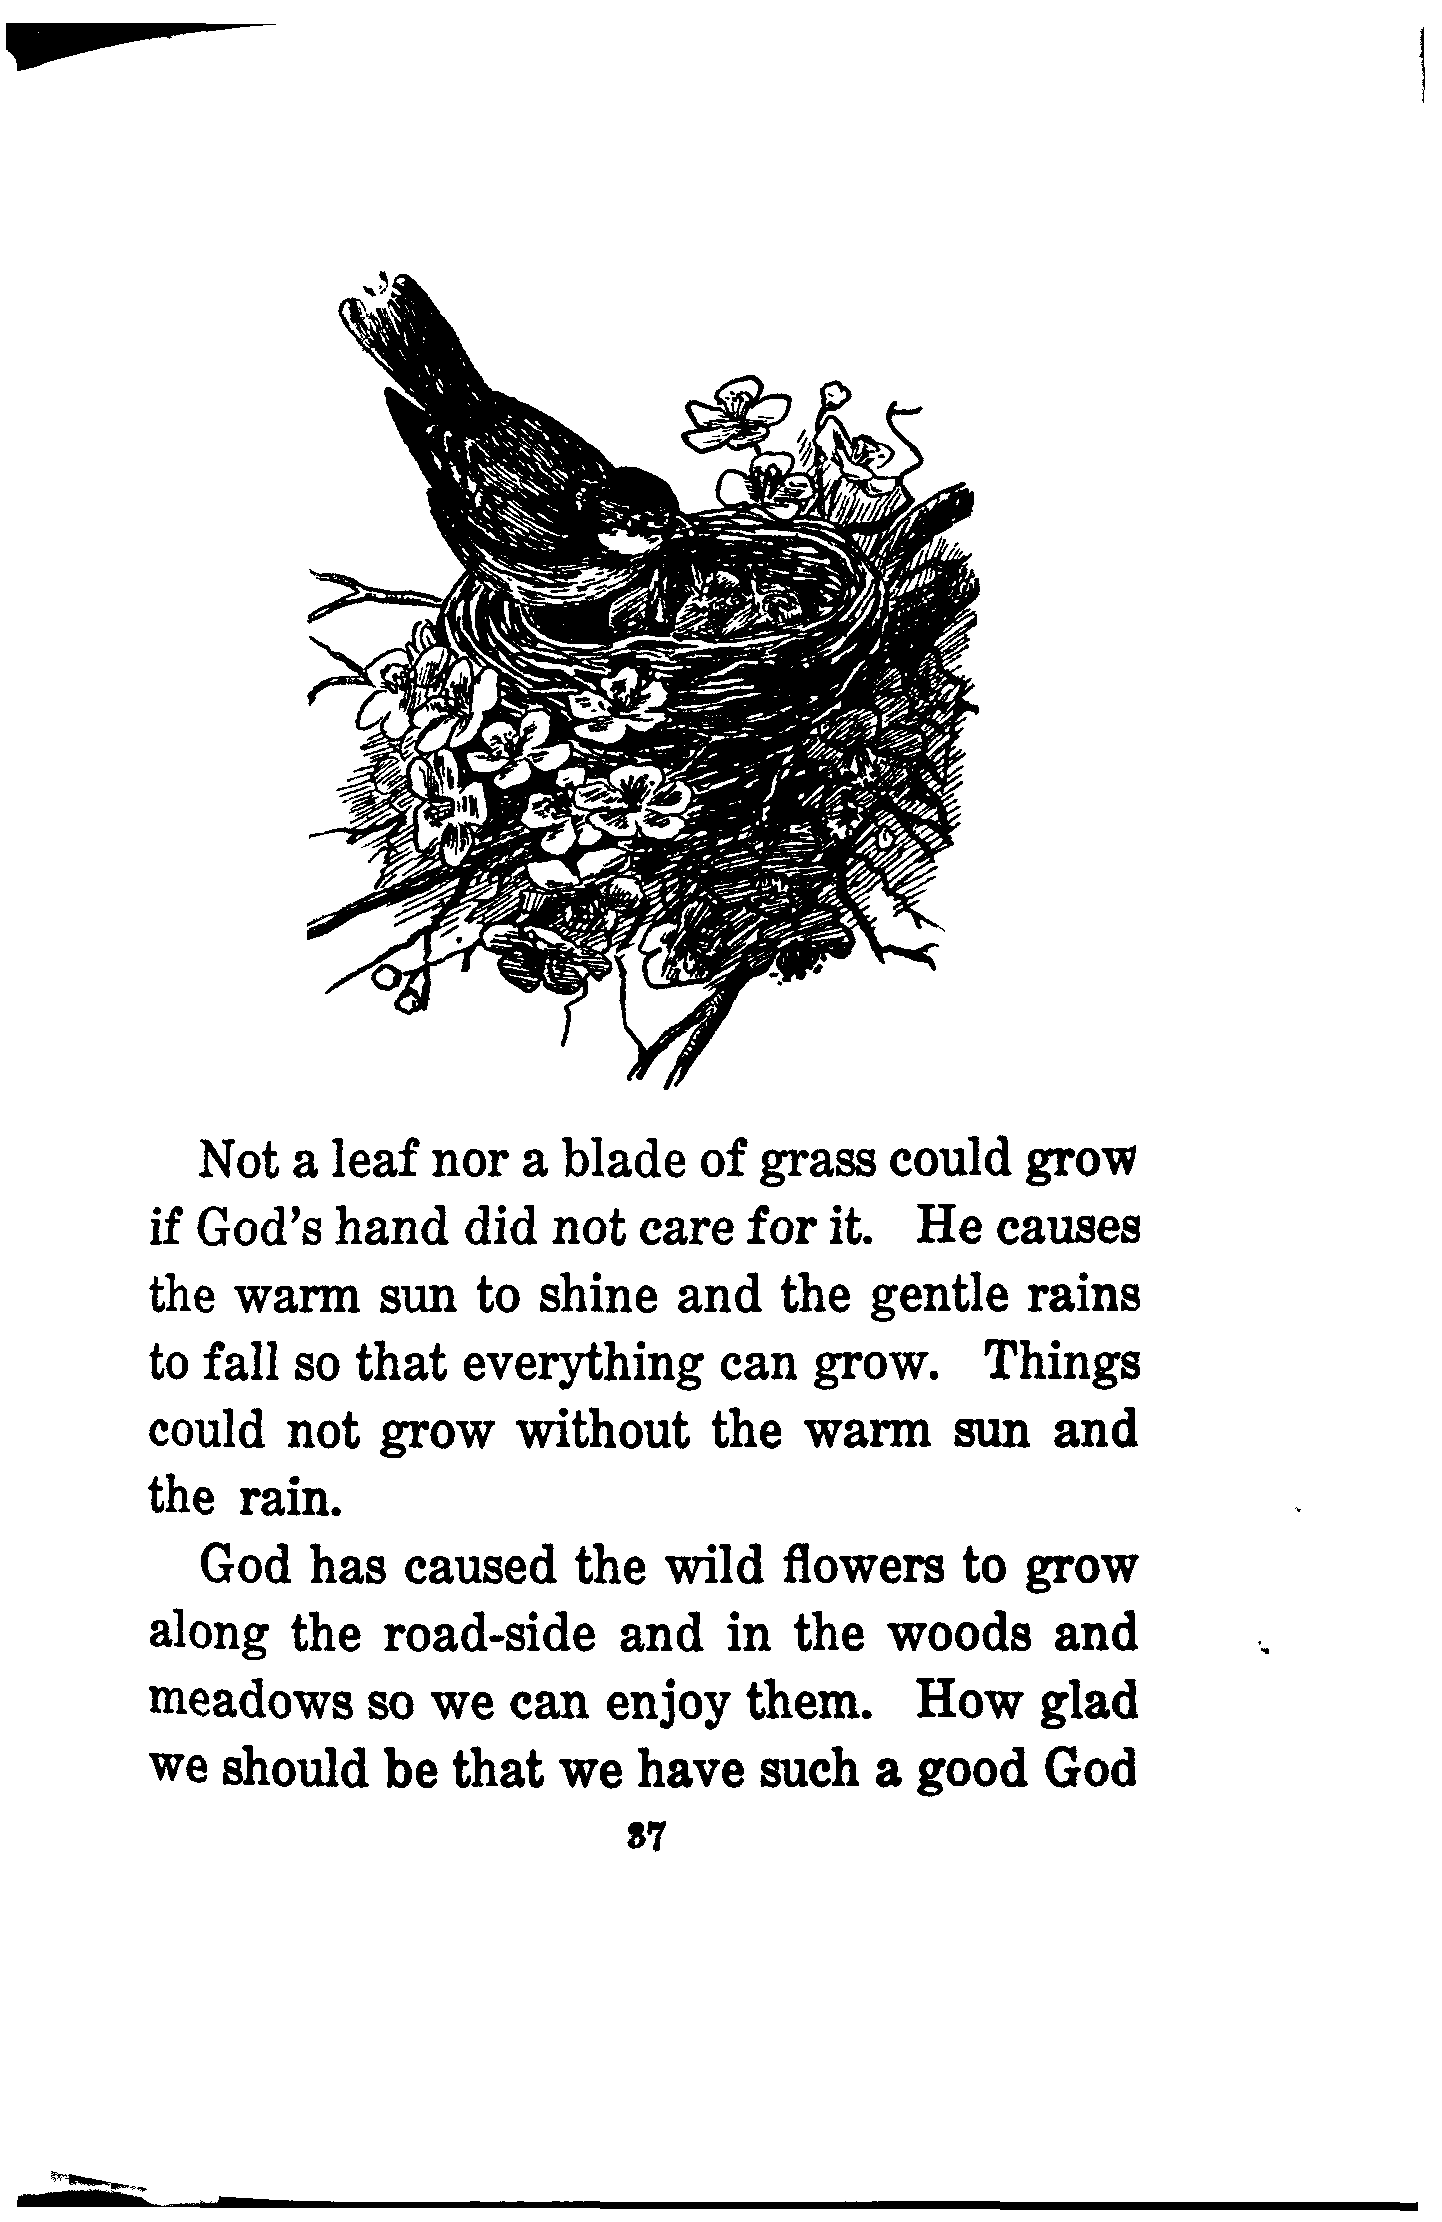 Not a leaf nor a blade of grass could grow
if God's hand did not care for it. He causes
the warm sun to shine and the gentle rains
to fall so that everything can grow. Things
could not grow without the warm sun and
the rain.
God has caused the wild flowers to grow
along the road-side and in the woods and
meadows so we can enjoy them. How glad
we should be that we have such a good God
37